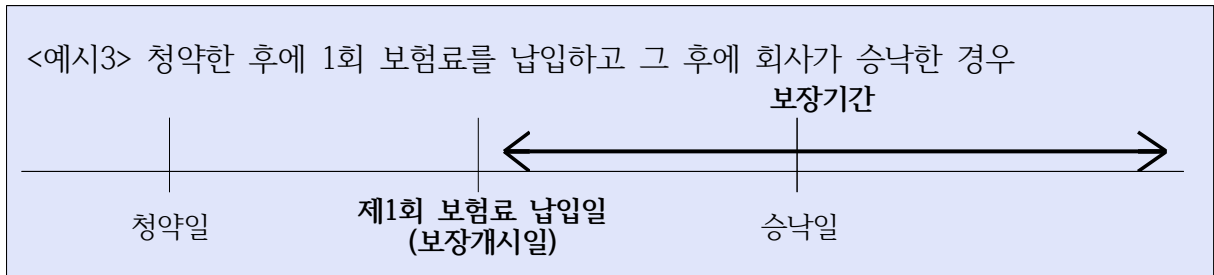 <예시3> 청약한 후에 1회 보험료를 납입하고 그 후에 회사가 승낙한 경우
보장기간
청약일
제1회 보험료 납입일
(보장개시일)
승낙일